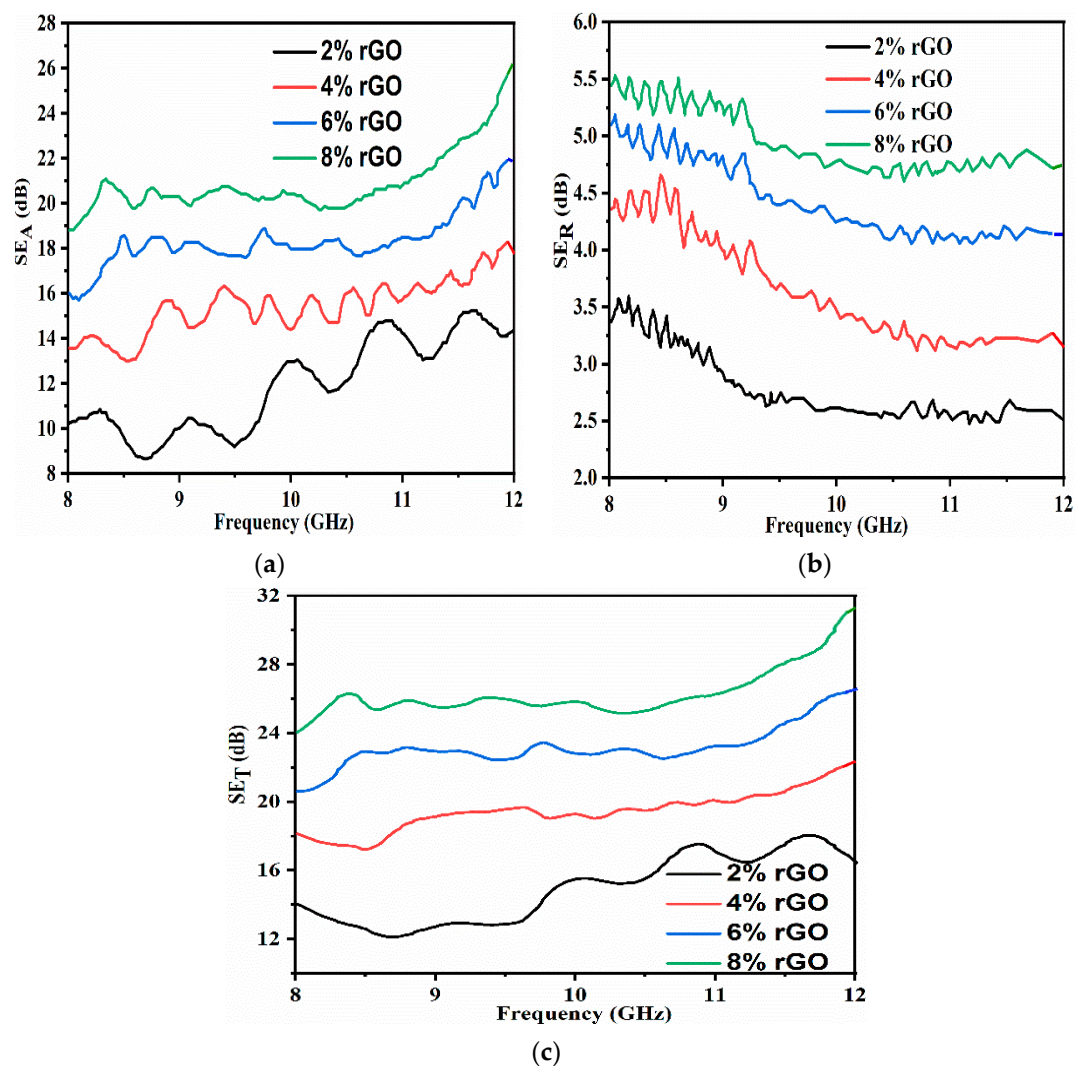 28
26
24
22
20
18
16
14
12
10
8
SEA (dB)
2% rGO
4% rGO
6% rGO
8% rGO
8 9 10 11 12
Frequency (GHz)
(a)
6.0
5.5
5.0
4.5
4.0
3.5
3.0
2.5
2.0
SER (dB)
2% rGO
4% rGO
6% rGO
8% rGO
8 9 10 11 12
Frequency (GHz)
(b)
32
28
24
20
16
12
SET (dB)
2% rGO
4% rGO
6% rGO
8% rGO
8 9 10 11 12
Frequency (GHz)
(c)